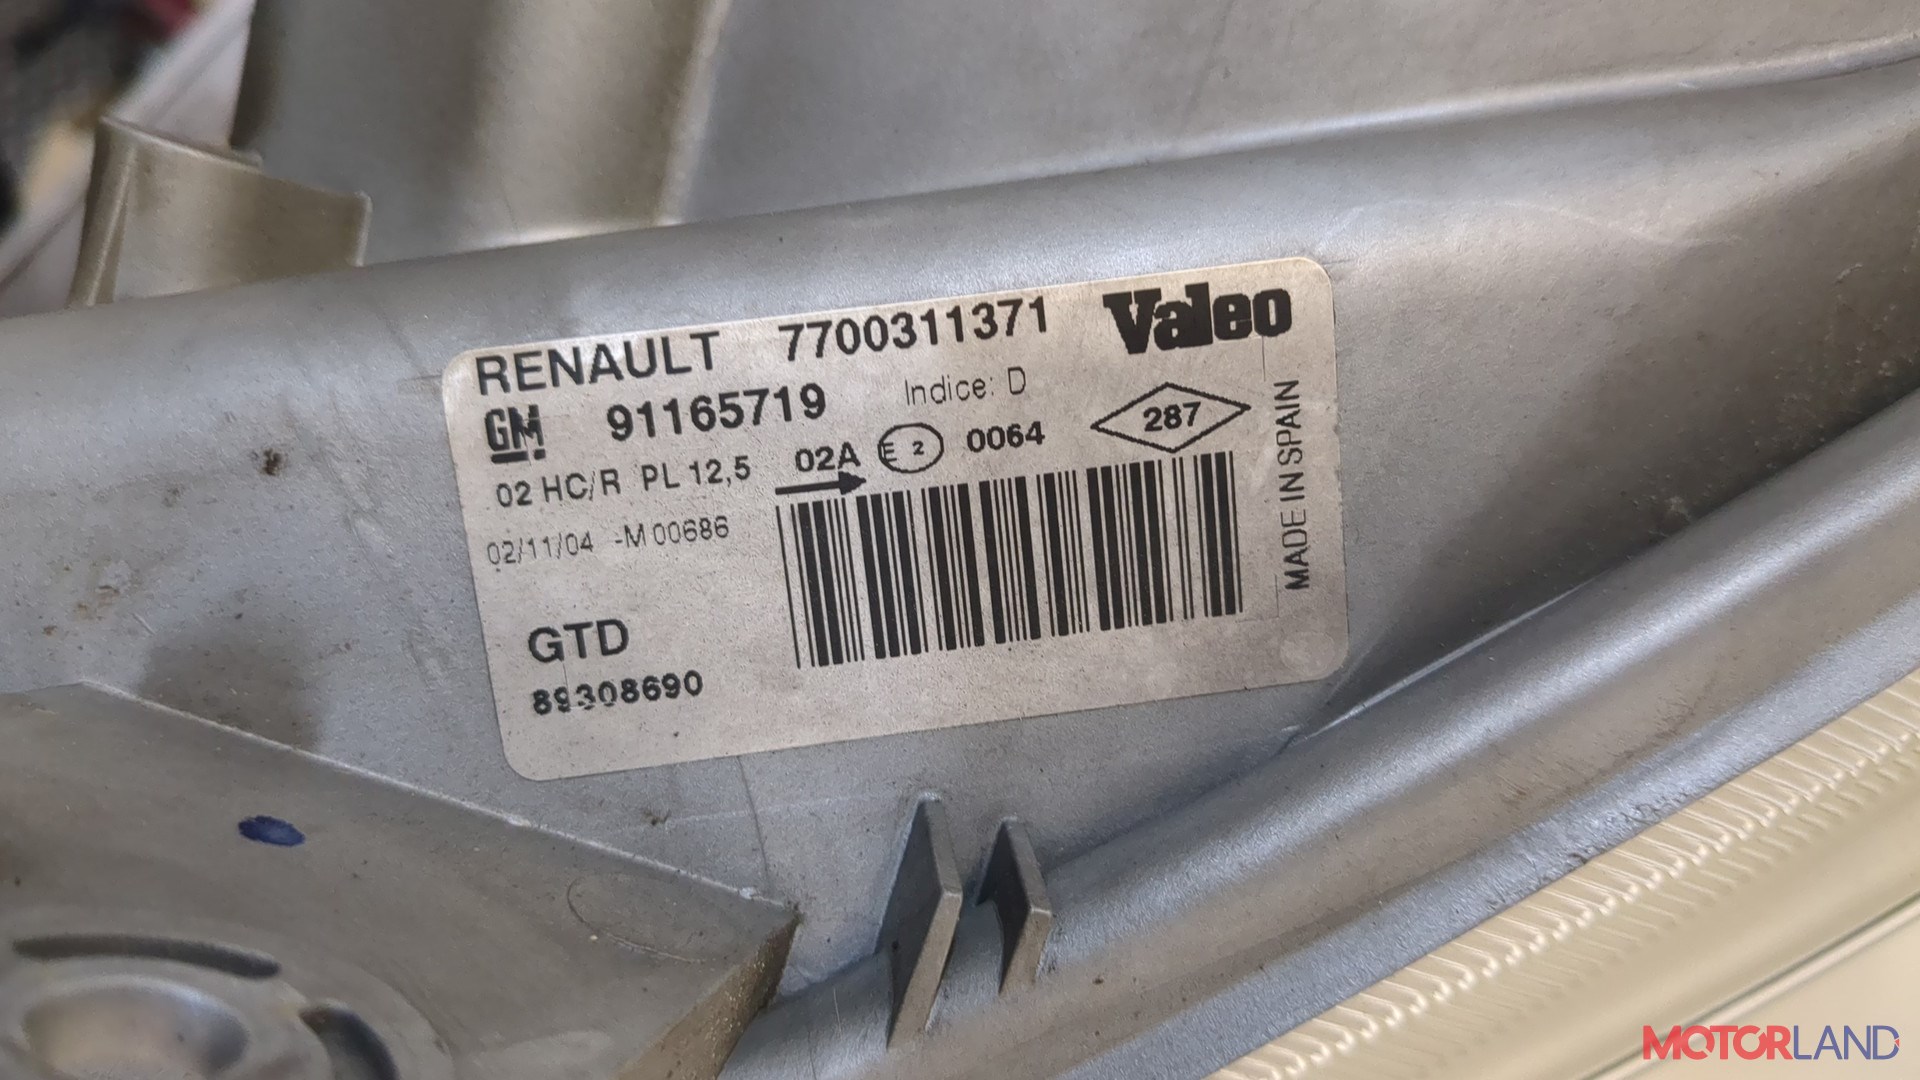 RENAULT 7700311371 Valeo
GM 91165719 Indice: D
02 HC/R PL 12,5 02A E 2 0064 287
02/11/04 -M 00686
MADE IN SPAIN
GTD
89308690
MOTORLAND